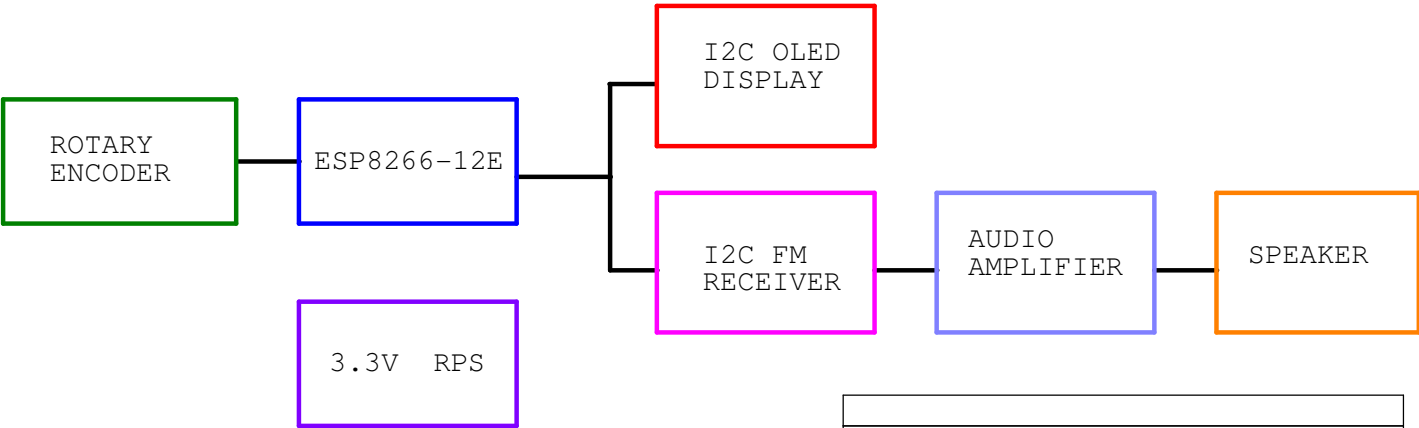 I2C OLED
DISPLAY
ROTARY
ENCODER
ESP8266-12E
I2C FM
RECEIVER
AUDIO
AMPLIFIER
SPEAKER
3.3V RPS